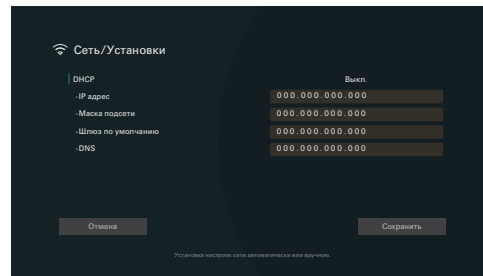 Сеть/Установки
DHCP Выкл.
-IP адрес 000.000.000.000
-Маска подсети 000.000.000.000
-Шлюз по умолчанию 000.000.000.000
-DNS 000.000.000.000
Отмена Сохранить
Установка настроек сети автоматически или вручную.